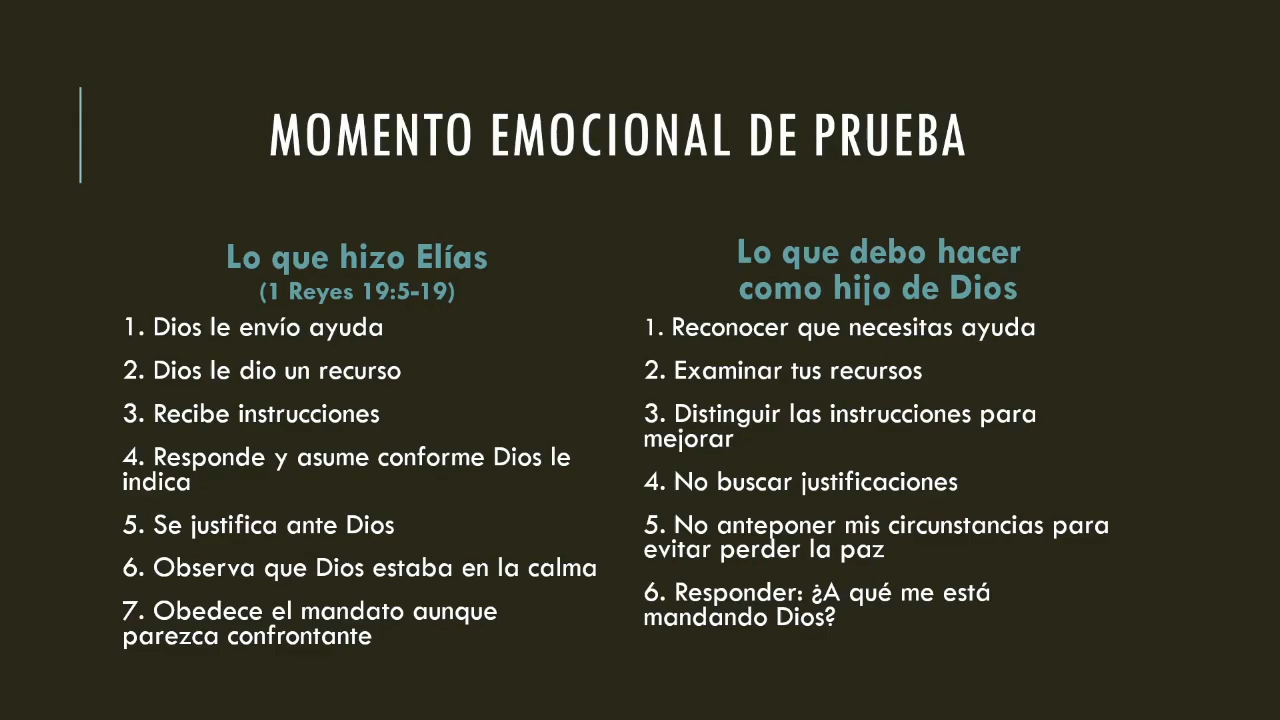 MOMENTO EMOCIONAL DE PRUEBA
Lo que hizo Elías
(1 Reyes 19:5-19)
1. Dios le envío ayuda
2. Dios le dio un recurso
3. Recibe instrucciones
4. Responde y asume conforme Dios le
indica
5. Se justifica ante Dios
6. Observa que Dios estaba en la calma
7. Obedece el mandato aunque
parezca confrontante
Lo que debo hacer
como hijo de Dios
1. Reconocer que necesitas ayuda
2. Examinar tus recursos
3. Distinguir las instrucciones para
mejorar
4. No buscar justificaciones
5. No anteponer mis circunstancias para
evitar perder la paz
6. Responder: ¿A qué me está
mandando Dios?